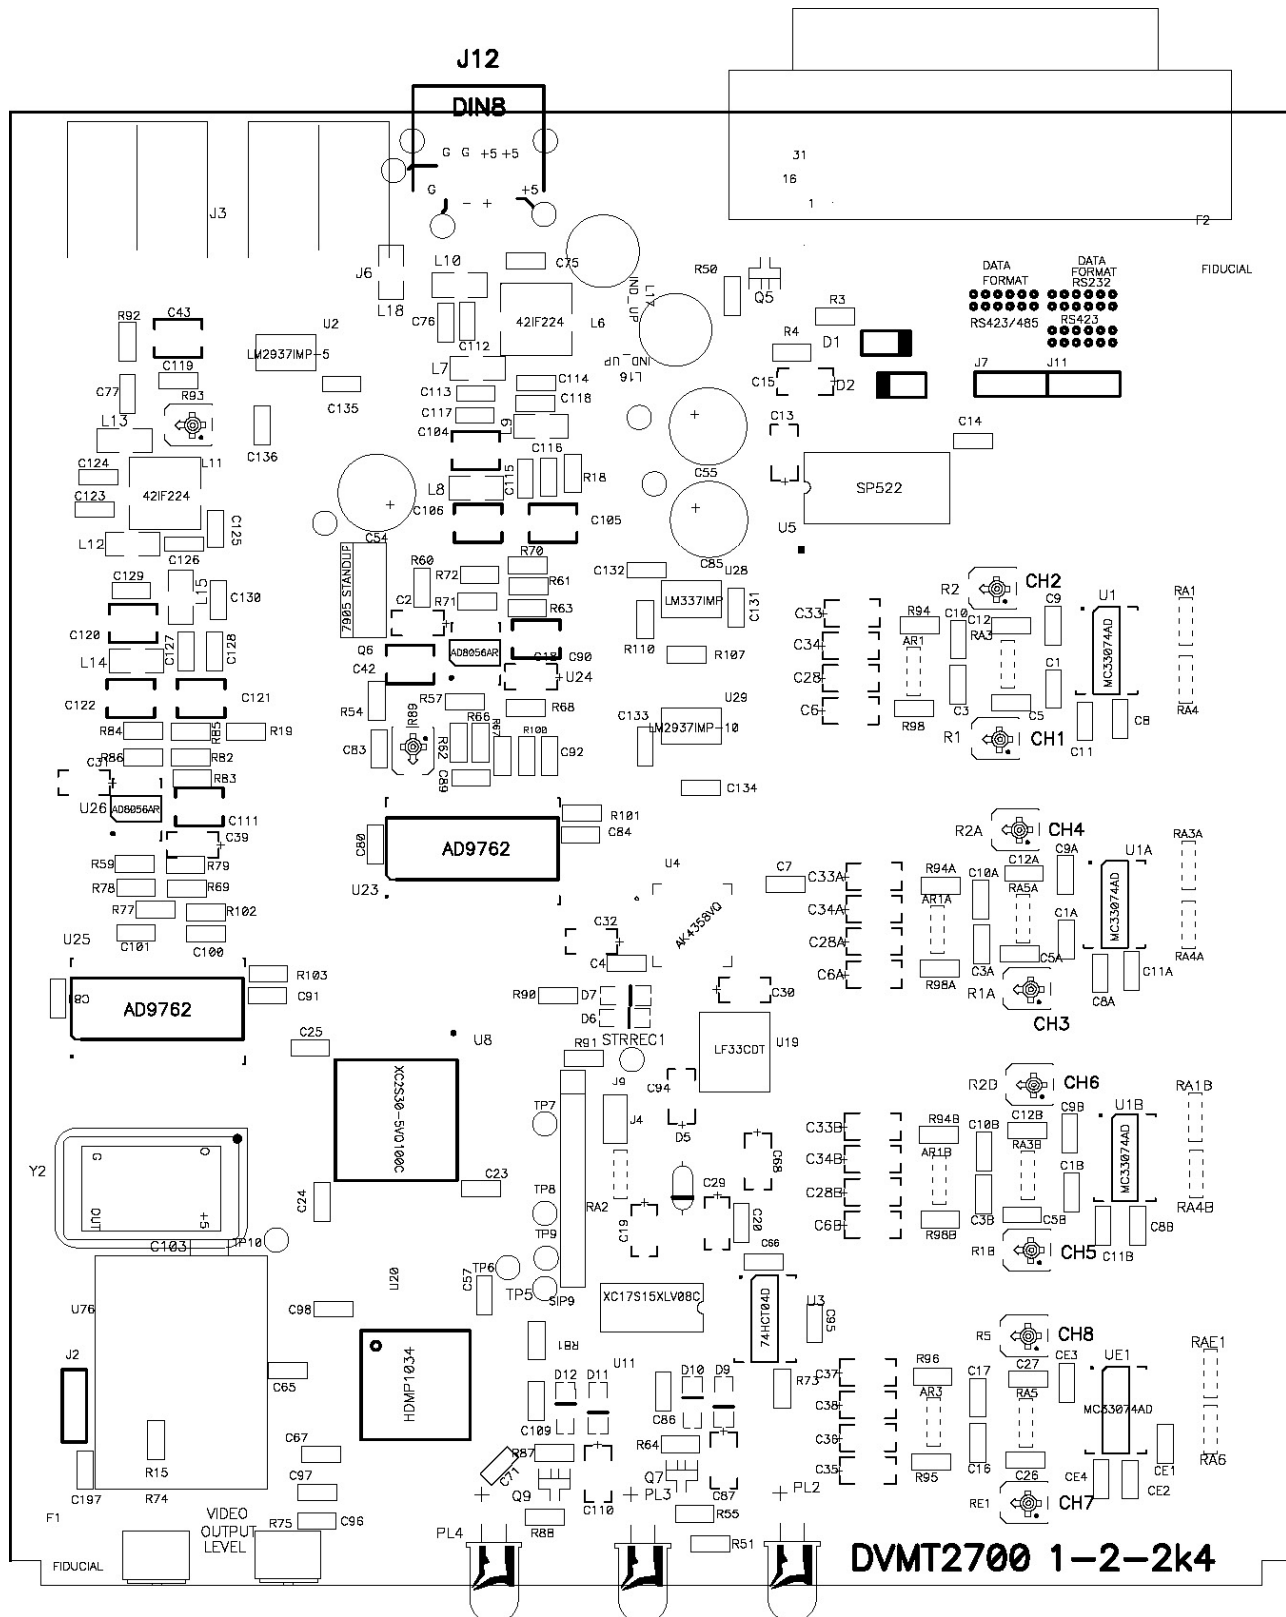 J12
DIN8
G G +5 +5
G - + +5
31
16
1
J3
F2
J6
L10
C75
R50
Q5
DATA
FORMAT
DATA
FORMAT
RS232
FIDUCIAL
L18
IND_UP
L17
R3
R92
C43
U2
C76
42IF224
L6
RS423/485
RS423
LM2937IMP-5
C112
R4
D1
C119
L7
IND_UP
L16
J7
J11
C77
R93
C135
C113
C114
C15
D2
C117
C118
L13
C136
C104
L9
C13
C14
C124
L11
C116
42IF224
L8
C115
R18
C55
SP522
C123
C106
C105
C125
C54
U5
L12
C126
7905 STANDUP
R60
R70
C132
C85
U28
C129
R72
R61
LM337IMP
C131
R2
CH2
U1
RA1
L15
C130
C2
R71
R63
C33
R94
C10
C12
C9
C120
C127
C128
Q6
AD8056AR
C90
R110
R107
C34
AR1
RA3
MC33074AD
L14
C42
C18
U24
C28
C1
C122
C121
R54
R57
R68
U29
C6
R98
C3
C5
RA4
R84
R85
R19
C83
R89
R62
R66
R67
R100
C92
C133
LM2937IMP-10
R1
CH1
C11
C8
R86
R82
C31
R83
C89
C134
U26
AD8056AR
C111
R101
C39
C80
AD9762
C84
R2A
CH4
U1A
RA3A
R59
R79
U23
U4
C7
C33A
R94A
C10A
C12A
C9A
R78
R69
AK4358VQ
C34A
AR1A
RA5A
MC33074AD
R77
R102
C32
C28A
C1A
U25
C101
C100
C4
C6A
R98A
C3A
C5A
RA4A
R103
R90
D7
C30
R1A
C8A
C11A
C81
AD9762
C91
D6
CH3
C25
U8
STRREC1
U19
R91
LF33CDT
XC2S30-5VQ100C
J9
C94
R2B
CH6
RA1B
TP7
J4
D5
C33B
R94B
C10B
C12B
C9B
U1B
Y2
G
O
C68
C34B
AR1B
RA3B
MC33074AD
C24
C23
TP8
RA2
C29
C28B
C1B
OUT
+5
C19
C20
C6B
R98B
C3B
C5B
RA4B
C103
TP10
TP9
R1B
CH5
C11B
C8B
TP6
C66
U20
C57
TP5
SIP9
XC17S15XLV08C
U3
U76
C98
74HCT04D
C95
R5
CH8
RAE1
J2
R81
HDMP1034
D12
D11
U11
D10
D9
R73
C37
R96
C17
C27
CE3
UE1
C65
C38
AR3
RA5
MC33074AD
C109
C86
C67
R87
R64
C36
R15
C71
C35
R95
C16
C26
CE4
CE1
RA6
C197
C97
Q9
Q7
PL3
C87
PL2
RE1
CH7
CE2
R74
C110
F1
VIDEO
OUTPUT
LEVEL
R75
C96
PL4
R88
R55
R51
FIDUCIAL
DVMT2700 1-2-2k4